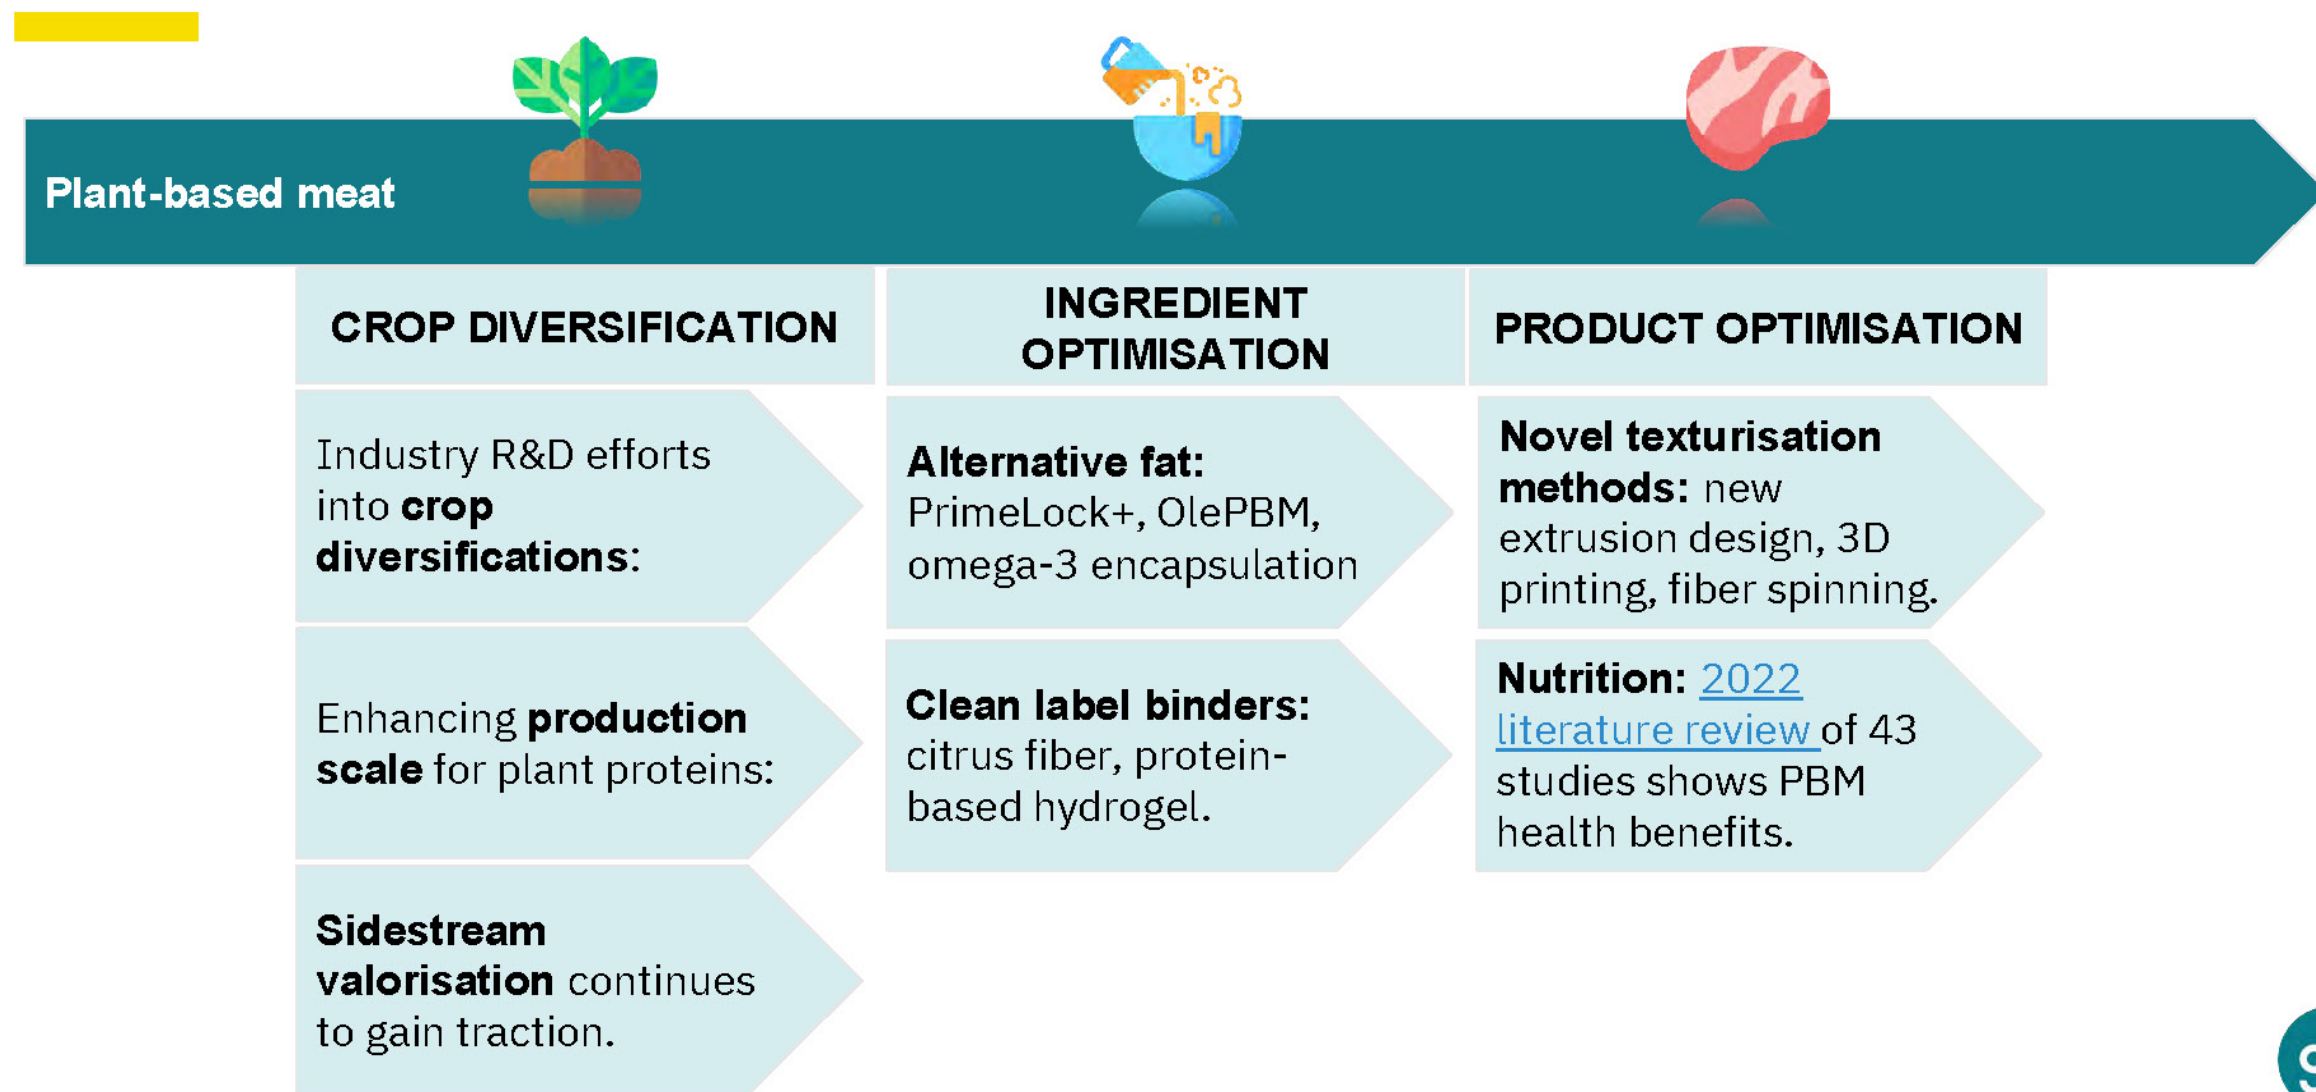 Plant-based meat
CROP DIVERSIFICATION
Industry R&D efforts
into crop
diversifications:
Enhancing production
scale for plant proteins:
Sidestream
valorisation continues
to gain traction.
INGREDIENT
OPTIMISATION
Alternative fat:
PrimeLock+, OlePBM,
omega-3 encapsulation
Clean label binders:
citrus fiber, protein-
based hydrogel.
PRODUCT OPTIMISATION
Novel texturisation
methods: new
extrusion design, 3D
printing, fiber spinning.
Nutrition: 2022
literature review of 43
studies shows PBM
health benefits.